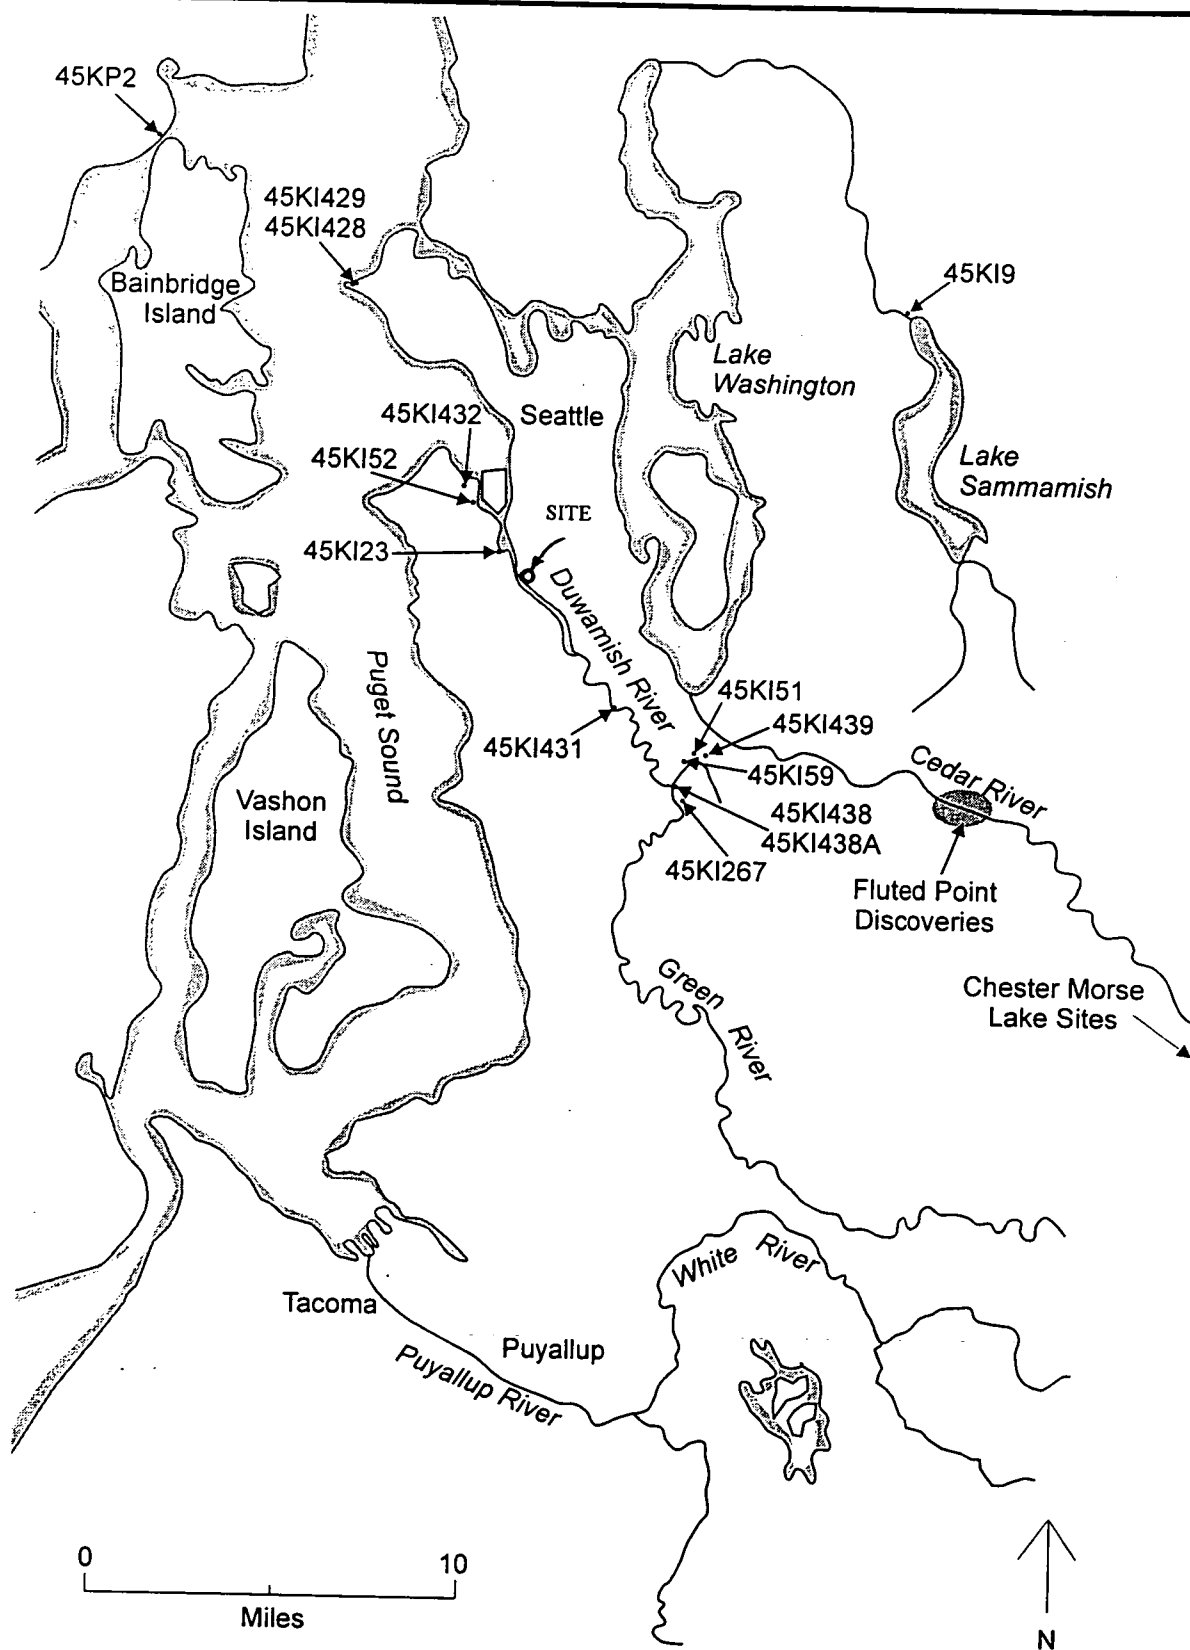 45KP2
45KI429
45KI428
45KI9
Bainbridge
Island
Lake
Washington
Seattle
45KI432
45KI52
Lake
Sammamish
SITE
45KI23
Duwamish River
Puget Sound
45KI51
45KI439
45KI431
45KI59
Cedar River
Vashon
Island
45KI438
45KI438A
45KI267
Fluted Point
Discoveries
Green River
Chester Morse
Lake Sites
White River
Tacoma
Puyallup
Puyallup River
0 10
Miles
N